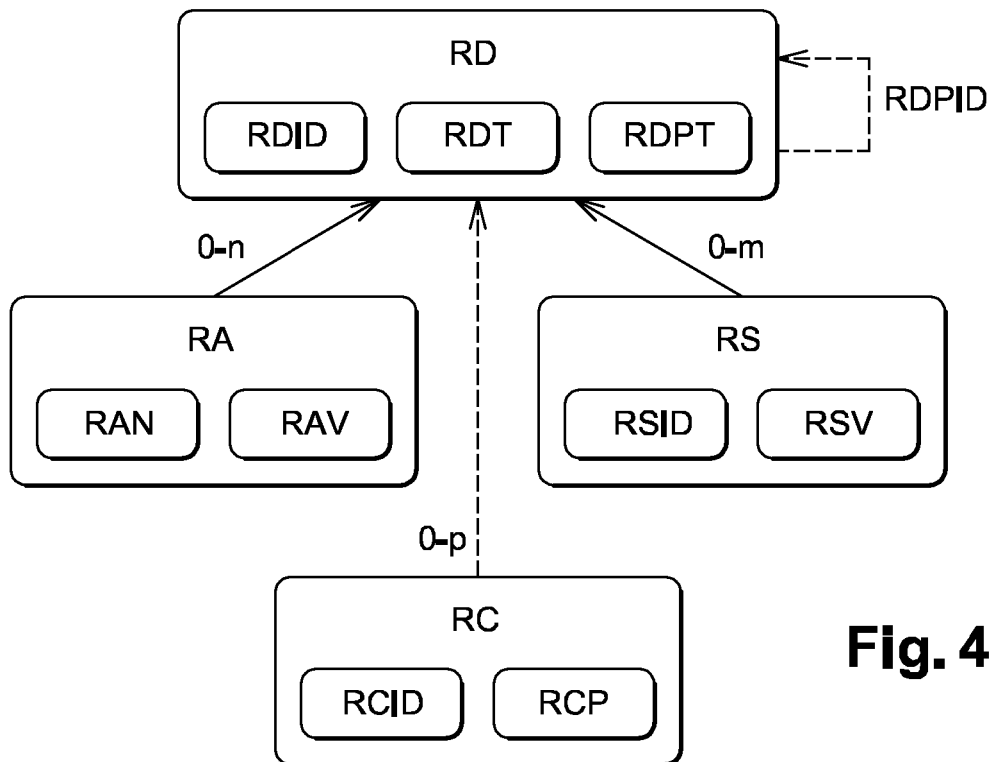 RD
RDPID
RDID RDT RDPT
0-n 0-m
RA RS
RAN RAV RSID RSV
0-p
RC
Fig. 4
RCID RCP